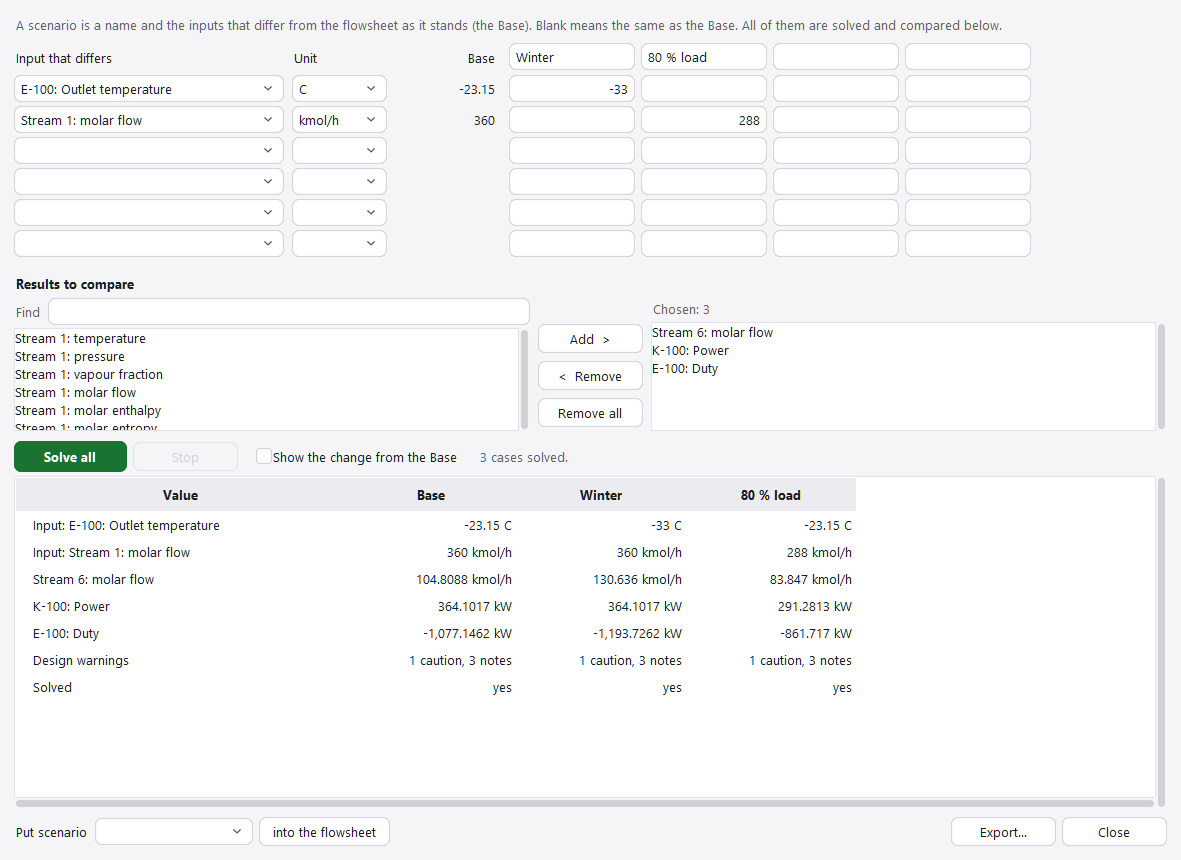 A scenario is a name and the inputs that differ from the flowsheet as it stands (the Base). Blank means the same as the Base. All of them are solved and compared below.
Input that differs Unit Base Winter 80 % load
E-100: Outlet temperature C -23.15 -33
Stream 1: molar flow kmol/h 360 288
Results to compare
Find
Chosen: 3
Stream 1: temperature
Stream 1: pressure
Stream 1: vapour fraction
Stream 1: molar flow
Stream 1: molar enthalpy
Stream 1: molar entropy
Add >
< Remove
Remove all
Stream 6: molar flow
K-100: Power
E-100: Duty
Solve all Stop Show the change from the Base 3 cases solved.
Value Base Winter 80 % load
Input: E-100: Outlet temperature -23.15 C -33 C -23.15 C
Input: Stream 1: molar flow 360 kmol/h 360 kmol/h 288 kmol/h
Stream 6: molar flow 104.8088 kmol/h 130.636 kmol/h 83.847 kmol/h
K-100: Power 364.1017 kW 364.1017 kW 291.2813 kW
E-100: Duty -1,077.1462 kW -1,193.7262 kW -861.717 kW
Design warnings 1 caution, 3 notes 1 caution, 3 notes 1 caution, 3 notes
Solved yes yes yes
Put scenario into the flowsheet Export... Close